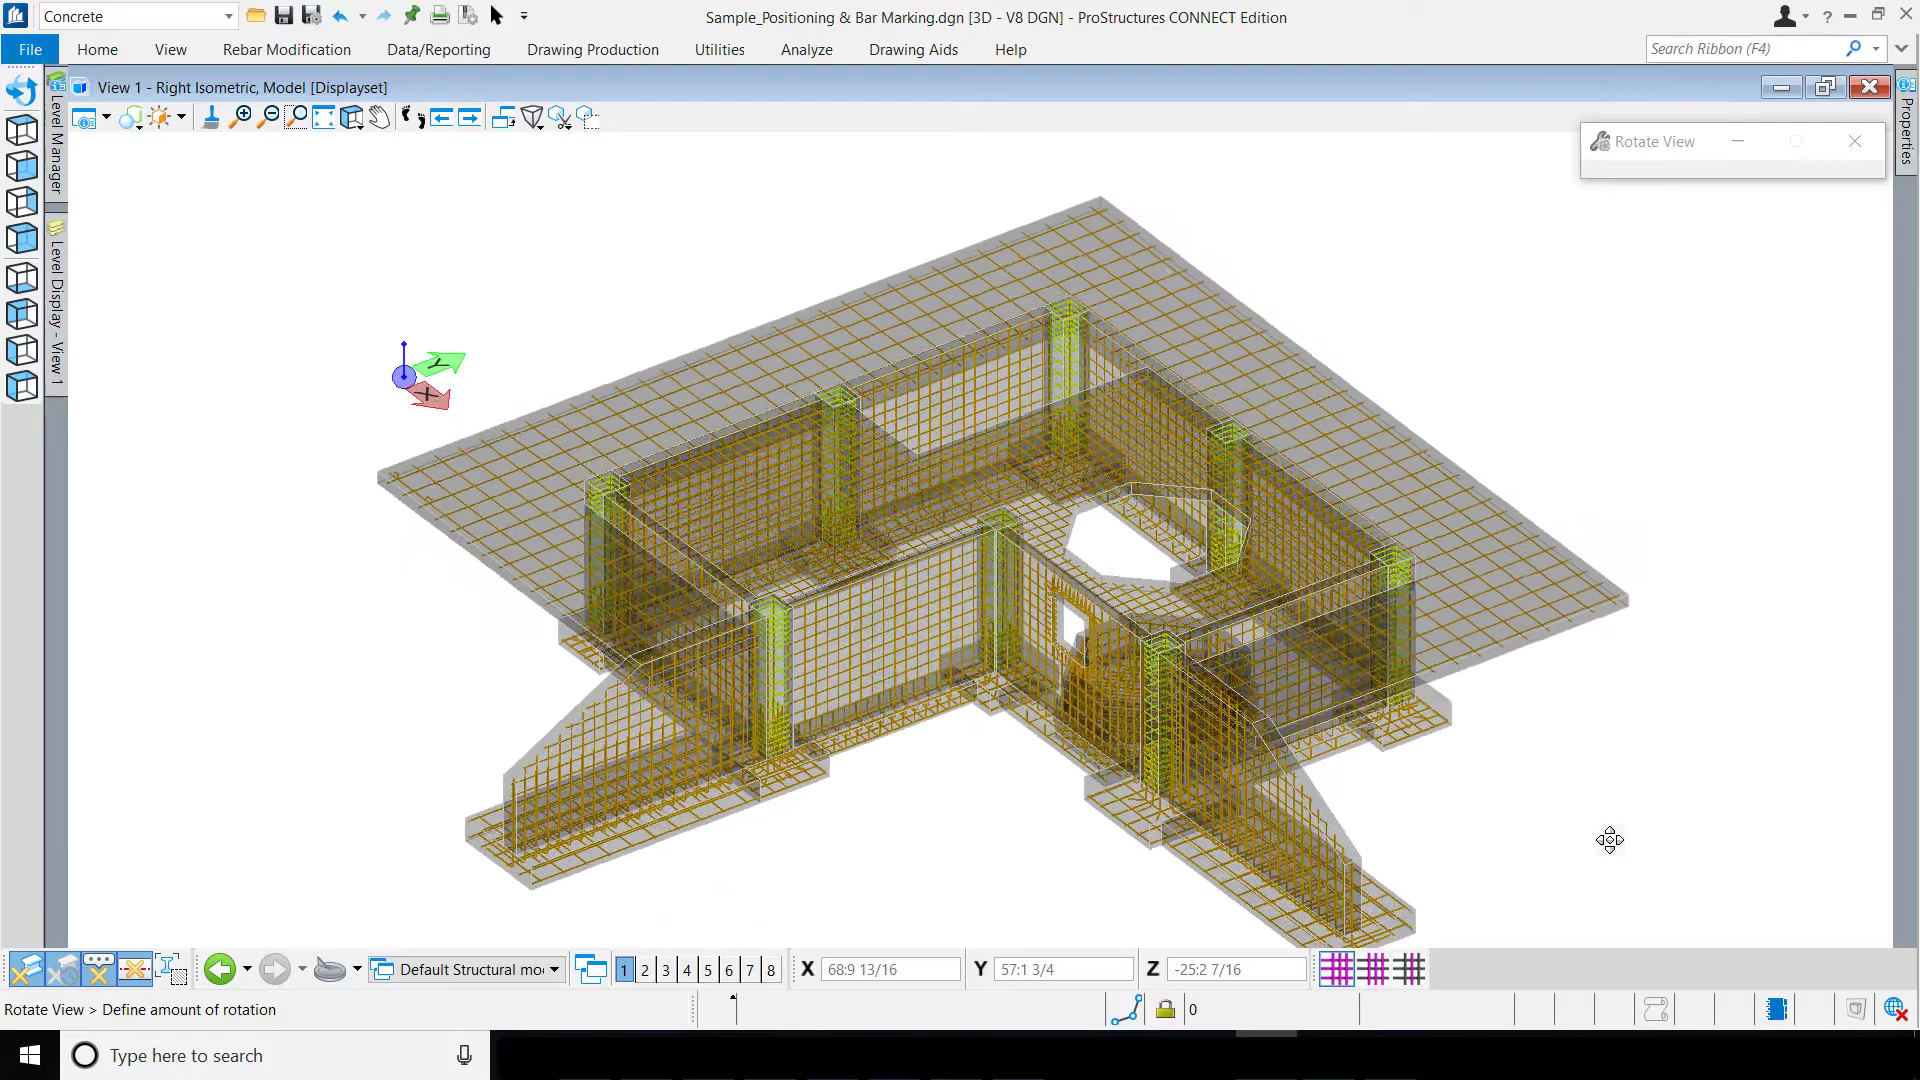 Concrete
Sample_Positioning & Bar Marking.dgn [3D - V8 DGN] - ProStructures CONNECT Edition
File Home View Rebar Modification Data/Reporting Drawing Production Utilities Analyze Drawing Aids Help
Search Ribbon (F4)
View 1 - Right Isometric, Model [Displayset]
Level Manager
Level Display - View 1
Properties
Rotate View
Y
X
Default Structural mo
1 2 3 4 5 6 7 8
X 68:9 13/16
Y 57:1 3/4
Z -25:2 7/16
Rotate View > Define amount of rotation
0
Type here to search